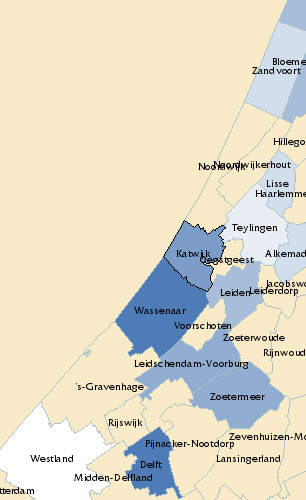 Bloeme
Zandvoort
Hillego
Noordwijkerhout
Noordwijk
Lisse
Haarlemme
Teylingen
Katwijk
Oegstgeest
Alkemad
Jacobswo
Leiden
Leiderdorp
Wassenaar
Voorschoten
Zoeterwoude
Rijnwoud
Leidschendam-Voorburg
's-Gravenhage
Zoetermeer
Rijswijk
Zevenhuizen-Mo
Pijnacker-Nootdorp
Westland
Lansingerland
Delft
Midden-Delfland
tterdam